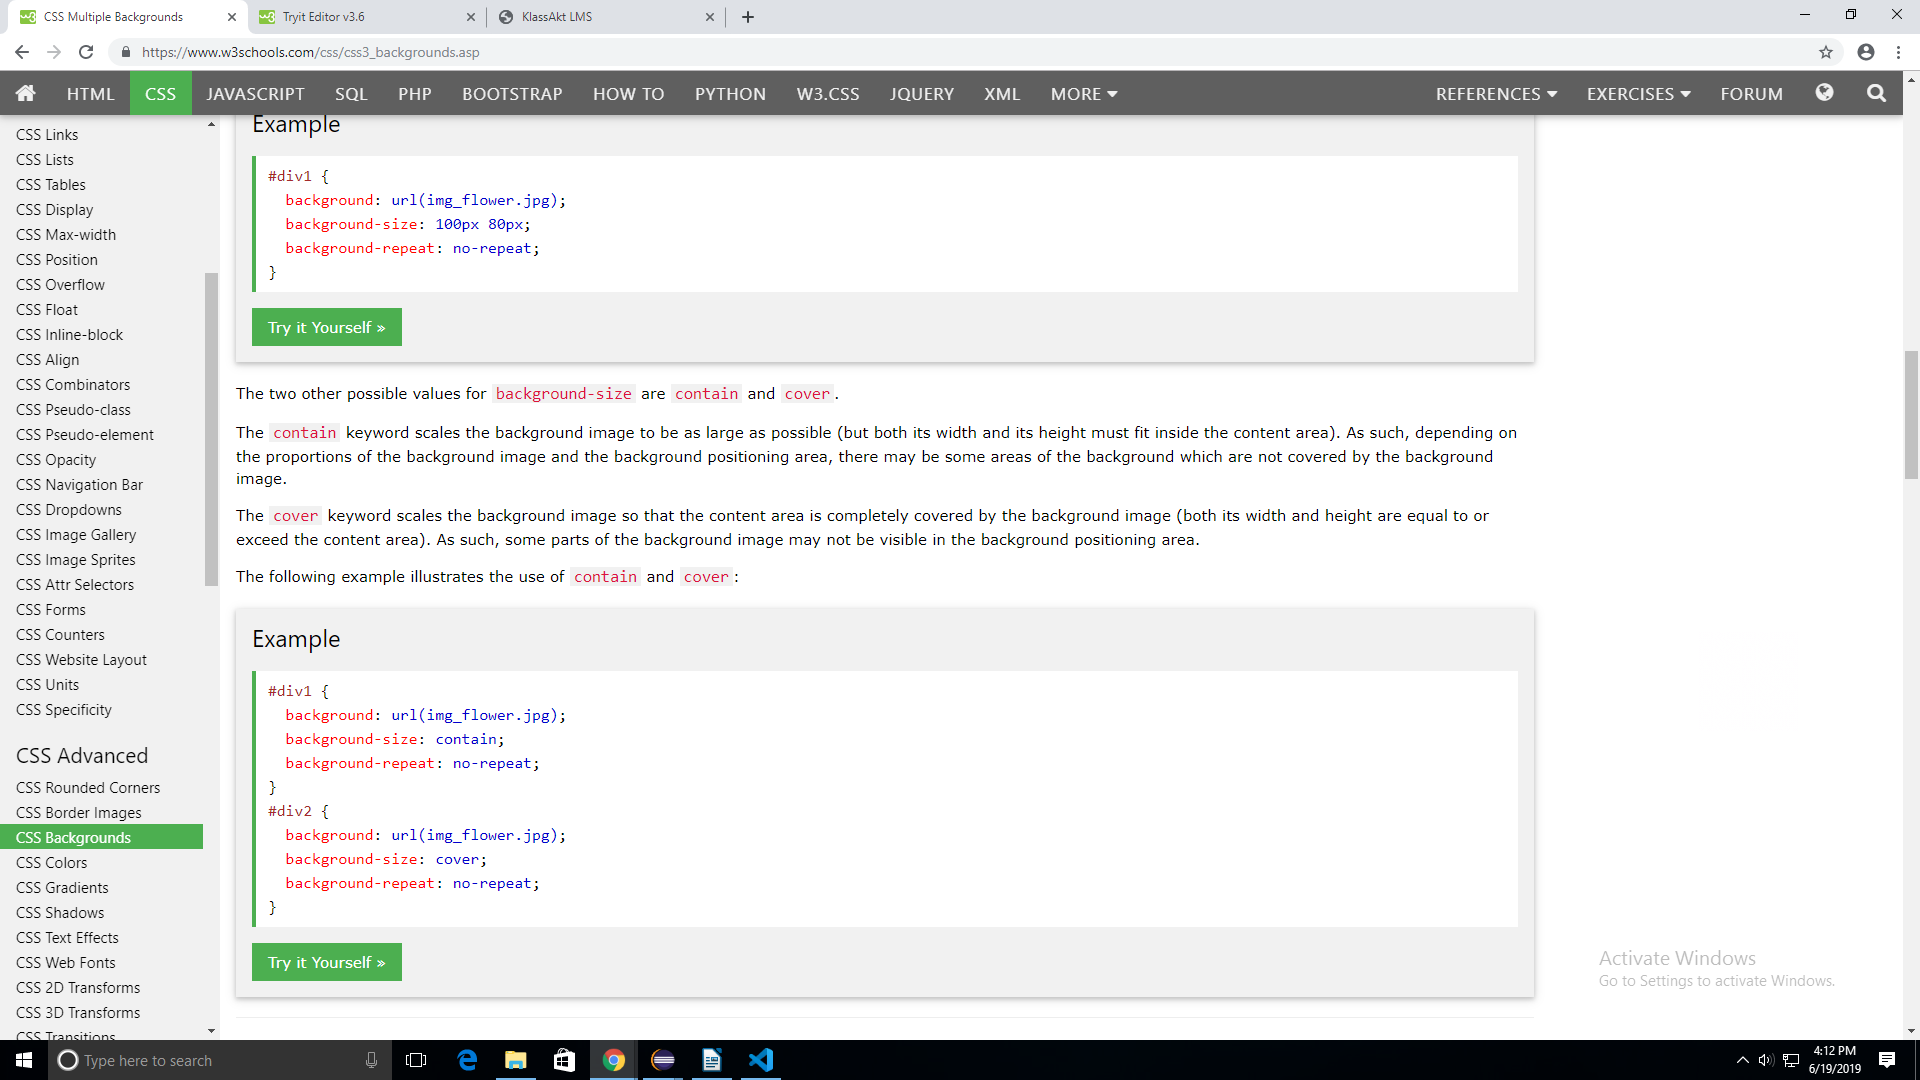 CSS Multiple Backgrounds
Tryit Editor v3.6
KlassAkt LMS
https://www.w3schools.com/css/css3_backgrounds.asp
HTML CSS JAVASCRIPT SQL PHP BOOTSTRAP HOW TO PYTHON W3.CSS JQUERY XML MORE REFERENCES EXERCISES FORUM
CSS Links
CSS Lists
CSS Tables
CSS Display
CSS Max-width
CSS Position
CSS Overflow
CSS Float
CSS Inline-block
CSS Align
CSS Combinators
CSS Pseudo-class
CSS Pseudo-element
CSS Opacity
CSS Navigation Bar
CSS Dropdowns
CSS Image Gallery
CSS Image Sprites
CSS Attr Selectors
CSS Forms
CSS Counters
CSS Website Layout
CSS Units
CSS Specificity
CSS Advanced
CSS Rounded Corners
CSS Border Images
CSS Backgrounds
CSS Colors
CSS Gradients
CSS Shadows
CSS Text Effects
CSS Web Fonts
CSS 2D Transforms
CSS 3D Transforms
CSS Transitions
Example
#div1 {
  background: url(img_flower.jpg);
  background-size: 100px 80px;
  background-repeat: no-repeat;
}
Try it Yourself »
The two other possible values for background-size are contain and cover.
The contain keyword scales the background image to be as large as possible (but both its width and its height must fit inside the content area). As such, depending on
the proportions of the background image and the background positioning area, there may be some areas of the background which are not covered by the background
image.
The cover keyword scales the background image so that the content area is completely covered by the background image (both its width and height are equal to or
exceed the content area). As such, some parts of the background image may not be visible in the background positioning area.
The following example illustrates the use of contain and cover:
Example
#div1 {
  background: url(img_flower.jpg);
  background-size: contain;
  background-repeat: no-repeat;
}
#div2 {
  background: url(img_flower.jpg);
  background-size: cover;
  background-repeat: no-repeat;
}
Try it Yourself »
Activate Windows
Go to Settings to activate Windows.
Type here to search
4:12 PM
6/19/2019